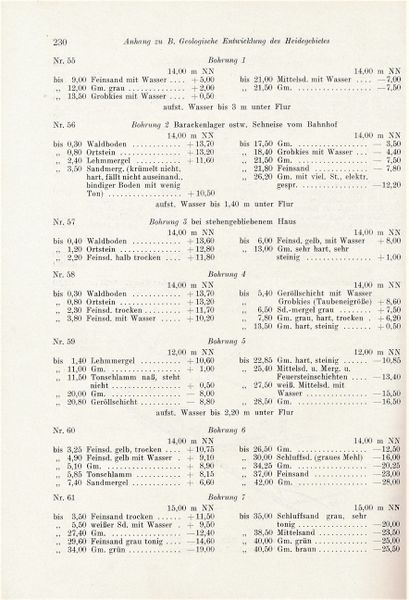 230 Anhang zu B. Geologische Entwicklung des Heidegebietes
Nr. 55 Bohrung 1
14,00 m NN
bis 9,00 Feinsand mit Wasser .... + 5,00
„ 12,00 Gm. grau .... + 2,00
„ 13,50 Grobkies mit Wasser .... + 0,50
14,00 m NN
bis 21,00 Mittelsd. mit Wasser .... — 7,00
„ 21,50 Gm. .... — 7,50
aufst. Wasser bis 3 m unter Flur
Nr. 56 Bohrung 2 Barackenlager ostw. Schneise vom Bahnhof
14,00 m NN
bis 0,30 Waldboden .... + 13,70
„ 0,80 Ortstein .... + 13,20
„ 2,40 Lehmmergel .... + 11,60
„ 3,50 Sandmerg. (krümelt nicht,
hart, fällt nicht auseinand.,
bindiger Boden mit wenig
Ton) .... + 10,50
14,00 m NN
bis 17,50 Gm. .... — 3,50
„ 18,40 Grobkies mit Wasser .... — 4,40
„ 21,50 Gm. .... — 7,50
„ 21,80 Feinsand .... — 7,80
„ 26,20 Gm. mit viel. St., elektr.
gespr. .... —12,20
aufst. Wasser bis 1,40 m unter Flur
Nr. 57 Bohrung 3 bei stehengebliebenem Haus
14,00 m NN
bis 0,40 Waldboden .... + 13,60
„ 1,20 Ortstein .... + 12,80
„ 2,20 Feinsd. halb trocken .... + 11,80
14,00 m NN
bis 6,00 Feinsd. gelb, mit Wasser + 8,00
„ 13,00 Gm. sehr hart, sehr
steinig .... + 1,00
Nr. 58 Bohrung 4
14,00 m NN
bis 0,30 Waldboden .... + 13,70
„ 0,80 Ortstein .... + 13,20
„ 2,30 Feinsd. trocken .... + 11,70
„ 3,80 Feinsd. mit Wasser .... + 10,20
14,00 m NN
bis 5,40 Geröllschicht mit Wasser
Grobkies (Taubeneigröße) + 8,60
„ 6,50 Sd.-mergel grau .... + 7,50
„ 7,80 Gm. grau, hart, trocken .. + 6,20
„ 13,50 Gm. hart, steinig .... + 0,50
Nr. 59 Bohrung 5
12,00 m NN
bis 1,40 Lehmmergel .... + 10,60
„ 11,00 Gm. .... + 1,00
„ 11,50 Tonschlamm naß, steht
nicht .... + 0,50
„ 20,00 Gm. .... — 8,00
„ 20,80 Geröllschicht .... — 8,80
12,00 m NN
bis 22,85 Gm. hart, steinig .... —10,85
„ 25,40 Mittelsd. u. Merg. u.
Feuersteinschichten .... —13,40
„ 27,50 weiß. Mittelsd. mit
Wasser .... —15,50
„ 28,50 Gm. .... —16,50
aufst. Wasser bis 2,20 m unter Flur
Nr. 60 Bohrung 6
14,00 m NN
bis 3,25 Feinsd. gelb, trocken ... + 10,75
„ 4,90 Feinsd. gelb mit Wasser . + 9,10
„ 5,10 Gm. .... + 8,90
„ 5,85 Tonschlamm .... + 8,15
„ 7,40 Sandmergel .... + 6,60
14,00 m NN
bis 26,50 Gm. .... —12,50
„ 30,00 Schluffsd. (graues Mehl) —16,00
„ 34,25 Gm. .... —20,25
„ 37,00 Feinsand .... —23,00
„ 42,00 Gm. .... —28,00
Nr. 61 Bohrung 7
15,00 m NN
bis 3,50 Feinsand trocken .... + 11,50
„ 5,50 weißer Sd. mit Wasser . + 9,50
„ 27,40 Gm. .... —12,40
„ 29,60 Feinsand grau tonig .... —14,60
„ 34,00 Gm. grün .... —19,00
15,00 m NN
bis 35,00 Schluffsand grau, sehr
tonig .... —20,00
„ 38,50 Mittelsand .... —23,50
„ 40,00 Gm. grün .... —25,00
„ 40,50 Gm. braun .... —25,50